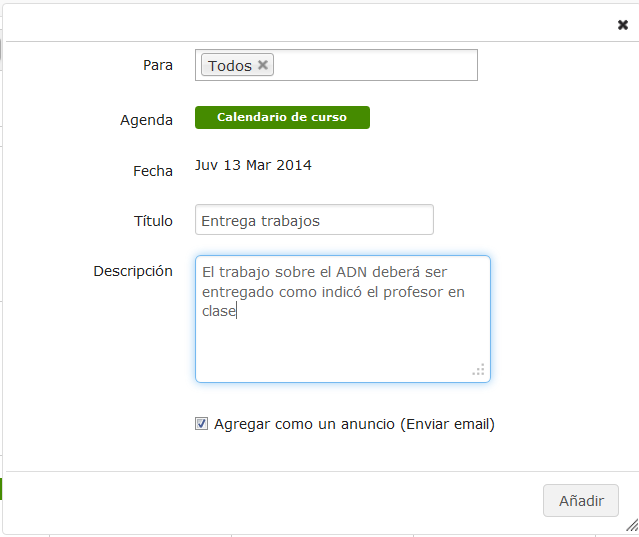 Para
Todos
Agenda
Calendario de curso
Fecha
Juv 13 Mar 2014
Título
Entrega trabajos
Descripción
El trabajo sobre el ADN deberá ser
entregado como indicó el profesor en
clase
Agregar como un anuncio (Enviar email)
Añadir